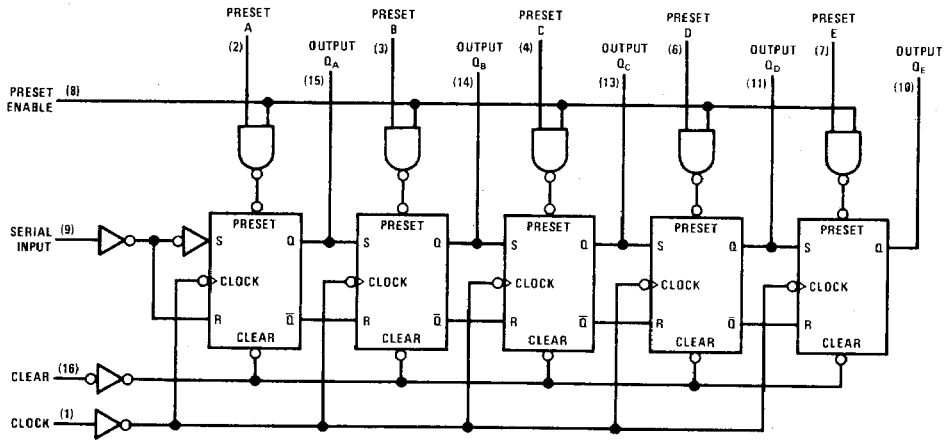 PRESET
A
(2)
OUTPUT
QA
(15)
PRESET
B
(3)
OUTPUT
QB
(14)
PRESET
C
(4)
OUTPUT
QC
(13)
PRESET
D
(6)
OUTPUT
QD
(11)
PRESET
E
(7)
OUTPUT
QE
(10)
PRESET
ENABLE
(8)
SERIAL
INPUT
(9)
PRESET
S
Q
CLOCK
R
Q̅
CLEAR
PRESET
S
Q
CLOCK
R
Q̅
CLEAR
PRESET
S
Q
CLOCK
R
Q̅
CLEAR
PRESET
S
Q
CLOCK
R
Q̅
CLEAR
PRESET
S
Q
CLOCK
R
CLEAR
CLEAR
(16)
CLOCK
(1)